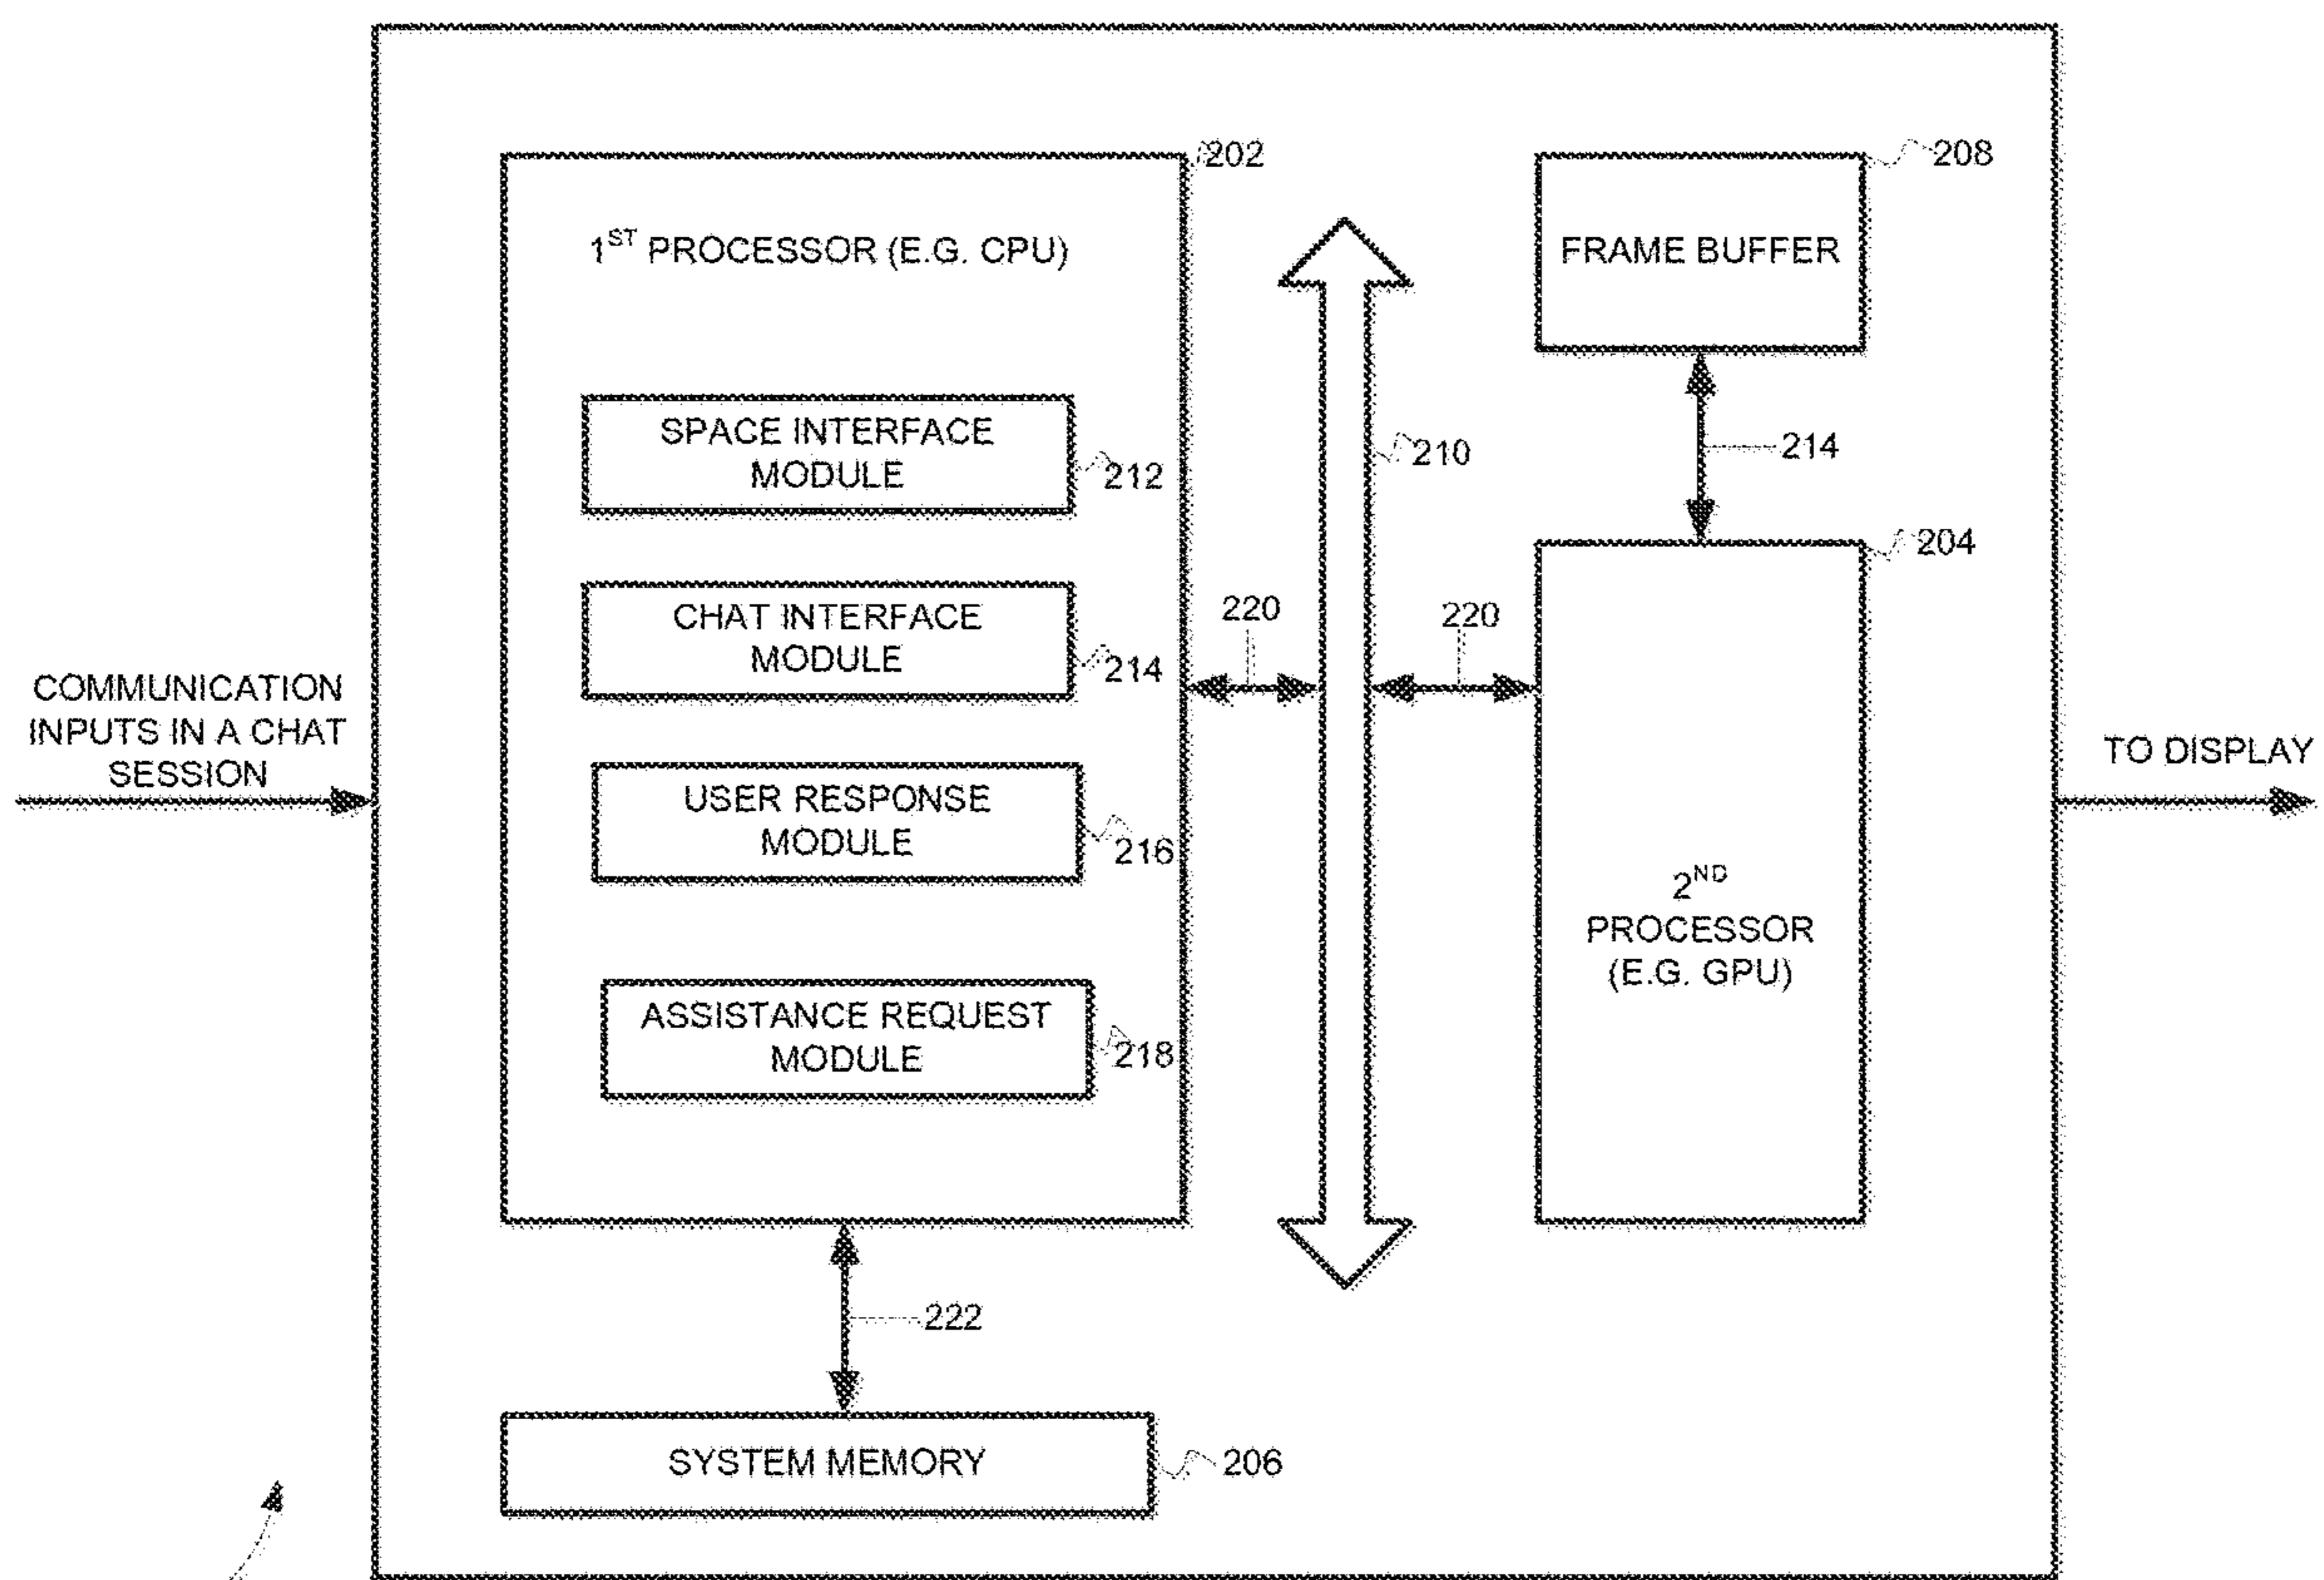 202
208
1ST PROCESSOR (E.G. CPU)
FRAME BUFFER
SPACE INTERFACE
MODULE
212
210
214
204
CHAT INTERFACE
MODULE
214
220
220
COMMUNICATION
INPUTS IN A CHAT
SESSION
TO DISPLAY
USER RESPONSE
MODULE
216
2ND
PROCESSOR
(E.G. GPU)
ASSISTANCE REQUEST
MODULE
218
222
SYSTEM MEMORY
206